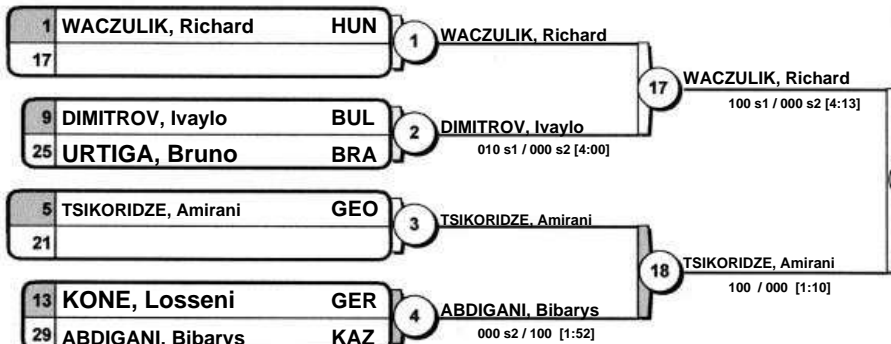 1 WACZULIK, Richard HUN
17
1
WACZULIK, Richard
9 DIMITROV, Ivaylo BUL
25 URTIGA, Bruno BRA
2
DIMITROV, Ivaylo
010 s1 / 000 s2 [4:00]
17
WACZULIK, Richard
100 s1 / 000 s2 [4:13]
5 TSIKORIDZE, Amirani GEO
21
3
TSIKORIDZE, Amirani
13 KONE, Losseni GER
29 ABDIGANI, Bibarys KAZ
4
ABDIGANI, Bibarys
000 s2 / 100 [1:52]
18
TSIKORIDZE, Amirani
100 / 000 [1:10]